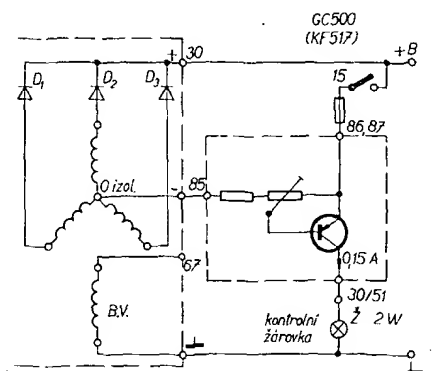 GC500
(KF517)
+ 30
+B
D1 D2 D3
15
86,87
0 izol.
- 85
0,15 A
67
30/51
B.V.
kontrolní
žárovka
Ž 2W